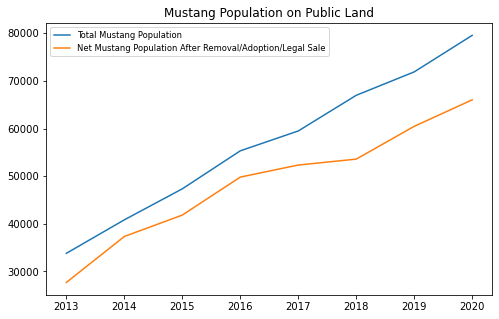 Mustang Population on Public Land
Total Mustang Population
Net Mustang Population After Removal/Adoption/Legal Sale
80000
70000
60000
50000
40000
30000
2013 2014 2015 2016 2017 2018 2019 2020